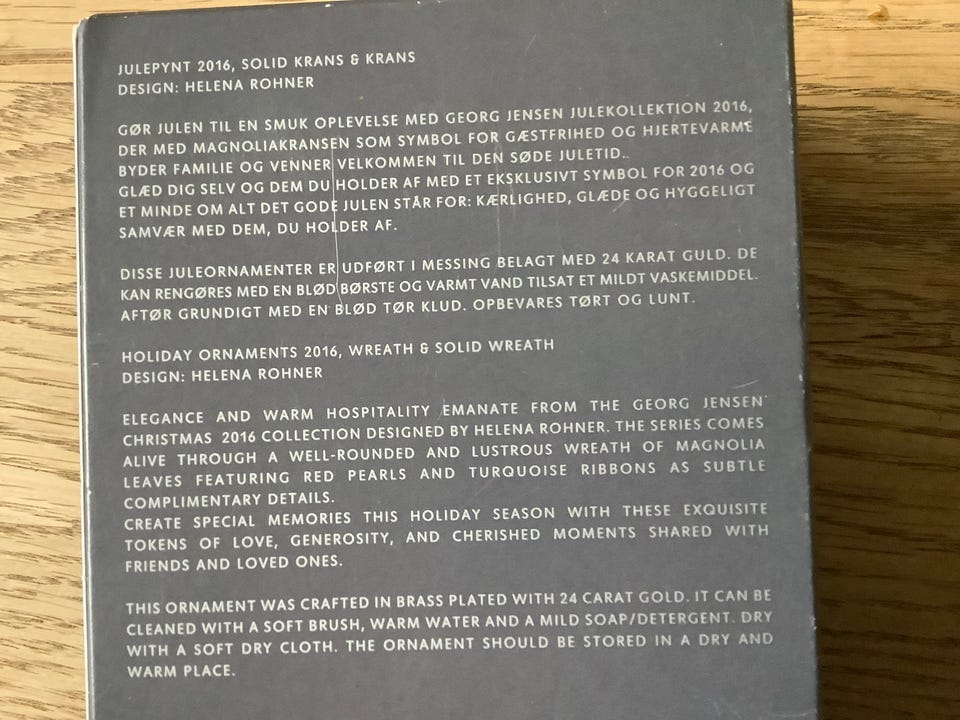 JULEPYNT 2016, SOLID KRANS & KRANS
DESIGN: HELENA ROHNER
GØR JULEN TIL EN SMUK OPLEVELSE MED GEORG JENSEN JULEKOLLEKTION 2016,
DER MED MAGNOLIAKRANSEN SOM SYMBOL FOR GÆSTFRIHED OG HJERTEVARME
BYDER FAMILIE OG VENNER VELKOMMEN TIL DEN SØDE JULETID..
GLÆD DIG SELV OG DEM DU HOLDER AF MED ET EKSKLUSIVT SYMBOL FOR 2016 OG
ET MINDE OM ALT DET GODE JULEN STÅR FOR: KÆRLIGHED, GLÆDE OG HYGGELIGT
SAMVÆR MED DEM, DU HOLDER AF.
DISSE JULEORNAMENTER ER UDFØRT I MESSING BELAGT MED 24 KARAT GULD. DE
KAN RENGØRES MED EN BLØD BØRSTE OG VARMT VAND TILSAT ET MILDT VASKEMIDDEL.
AFTØR GRUNDIGT MED EN BLØD TØR KLUD. OPBEVARES TØRT OG LUNT.
HOLIDAY ORNAMENTS 2016, WREATH & SOLID WREATH
DESIGN: HELENA ROHNER
ELEGANCE AND WARM HOSPITALITY EMANATE FROM THE GEORG JENSEN
CHRISTMAS 2016 COLLECTION DESIGNED BY HELENA ROHNER. THE SERIES COMES
ALIVE THROUGH A WELL-ROUNDED AND LUSTROUS WREATH OF MAGNOLIA
LEAVES FEATURING RED PEARLS AND TURQUOISE RIBBONS AS SUBTLE
COMPLIMENTARY DETAILS.
CREATE SPECIAL MEMORIES THIS HOLIDAY SEASON WITH THESE EXQUISITE
TOKENS OF LOVE, GENEROSITY, AND CHERISHED MOMENTS SHARED WITH
FRIENDS AND LOVED ONES.
THIS ORNAMENT WAS CRAFTED IN BRASS PLATED WITH 24 CARAT GOLD. IT CAN BE
CLEANED WITH A SOFT BRUSH, WARM WATER AND A MILD SOAP/DETERGENT. DRY
WITH A SOFT DRY CLOTH. THE ORNAMENT SHOULD BE STORED IN A DRY AND
WARM PLACE.